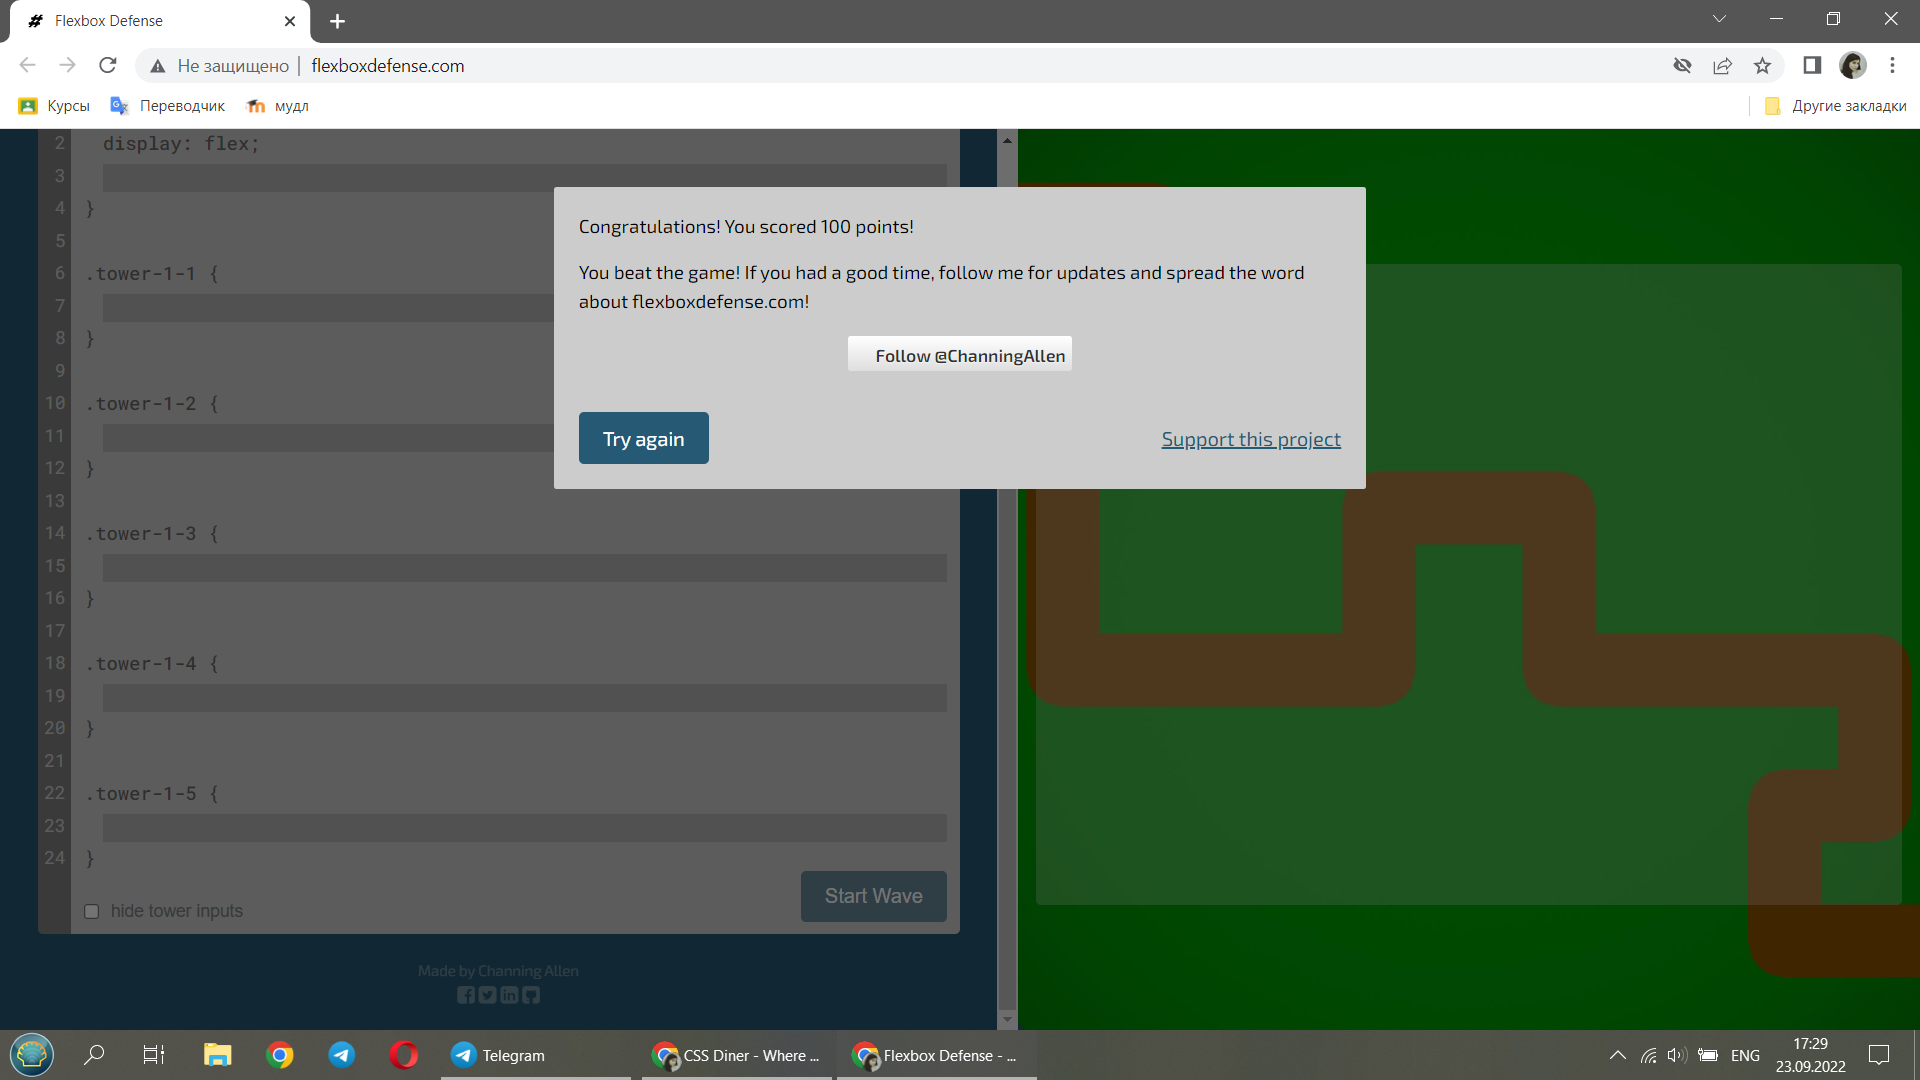 Flexbox Defense
Не защищено
flexboxdefense.com
Курсы
Переводчик
мудл
Другие закладки
2 display: flex;
3
4 }
5
6 .tower-1-1 {
7
8 }
9
10 .tower-1-2 {
11
12 }
13
14 .tower-1-3 {
15
16 }
17
18 .tower-1-4 {
19
20 }
21
22 .tower-1-5 {
23
24 }
hide tower inputs
Start Wave
Made by Channing Allen
Congratulations! You scored 100 points!
You beat the game! If you had a good time, follow me for updates and spread the word
about flexboxdefense.com!
Follow @ChanningAllen
Try again
Support this project
Telegram
CSS Diner - Where ...
Flexbox Defense - ...
ENG
17:29
23.09.2022